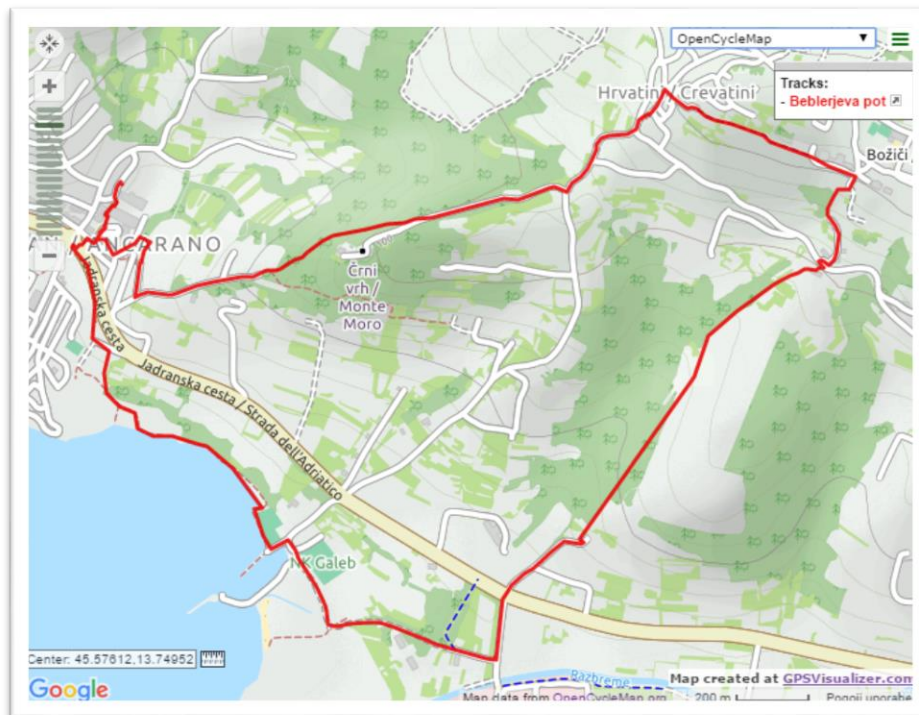 OpenCycleMap
Tracks:
- Beblerjeva pot
Hrvatini / Crevatini
Božiči
ANCARANO
Črni
vrh /
Monte
Moro
Jadranska cesta
Jadranska cesta / Strada dell'Adriatico
NK Galeb
Center: 45.57612,13.74952
Google
Map created at GPSVisualizer.com
Map data from OpenCycleMap.org
200 m
Pogoji uporabe